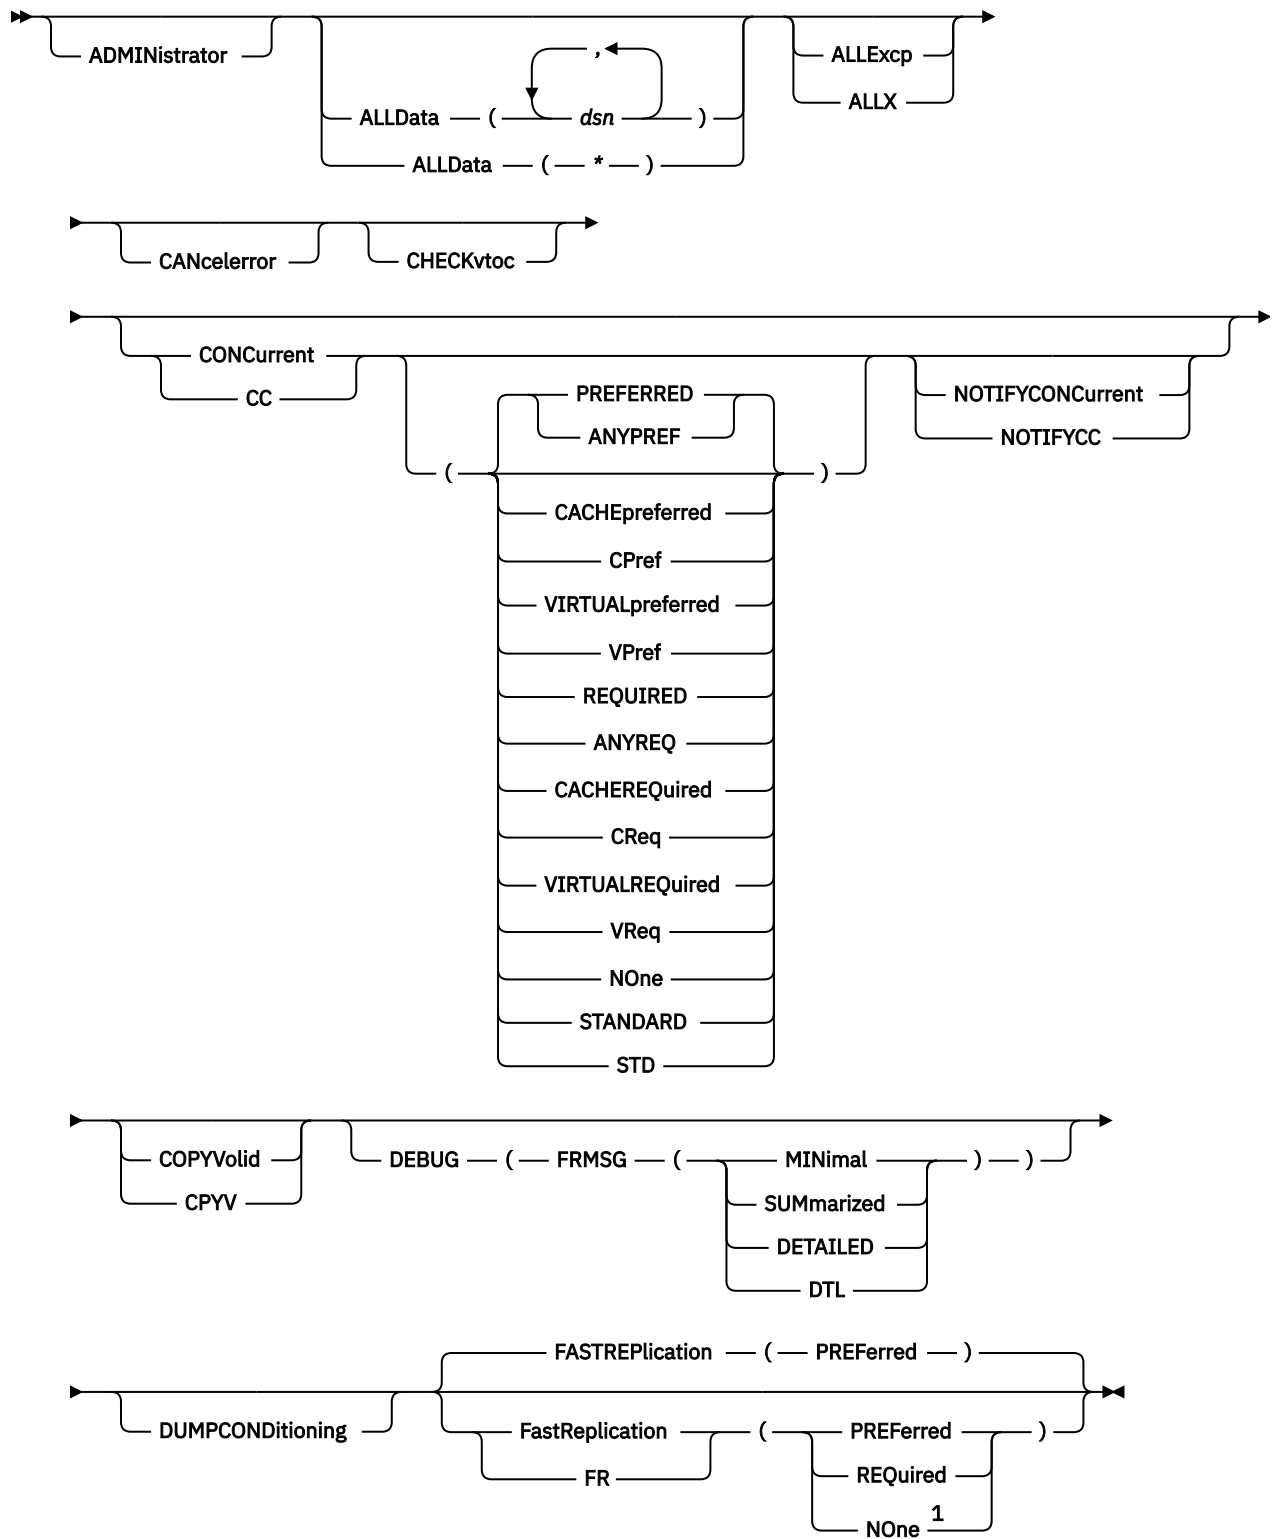 ADMINistrator
ALLData ( dsn , )
ALLData ( * )
ALLExcp
ALLX
CANcelerror
CHECKvtoc
CONCurrent
CC
(
PREFERRED
ANYPREF
CACHEpreferred
CPref
VIRTUALpreferred
VPref
REQUIRED
ANYREQ
CACHEREQuired
CReq
VIRTUALREQuired
VReq
NOne
STANDARD
STD
)
NOTIFYCONCurrent
NOTIFYCC
COPYVolid
CPYV
DEBUG ( FRMSG ( MINimal ) )
SUMmarized
DETAILED
DTL
DUMPCONDitioning
FASTREPlication ( PREFerred )
FastReplication ( PREFerred )
FR
REQuired
NOne 1